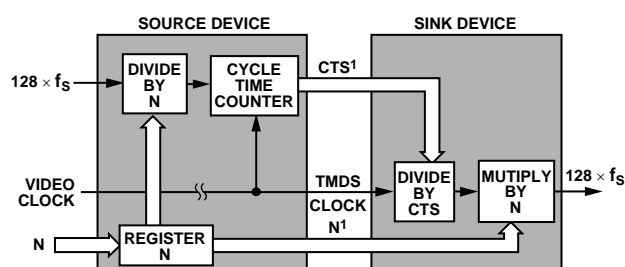 SOURCE DEVICE
SINK DEVICE
128 × fS
DIVIDE
BY
N
CYCLE
TIME
COUNTER
CTS1
VIDEO
CLOCK
TMDS
CLOCK
N1
DIVIDE
BY
CTS
MUTIPLY
BY
N
128 × fS
N
REGISTER
N